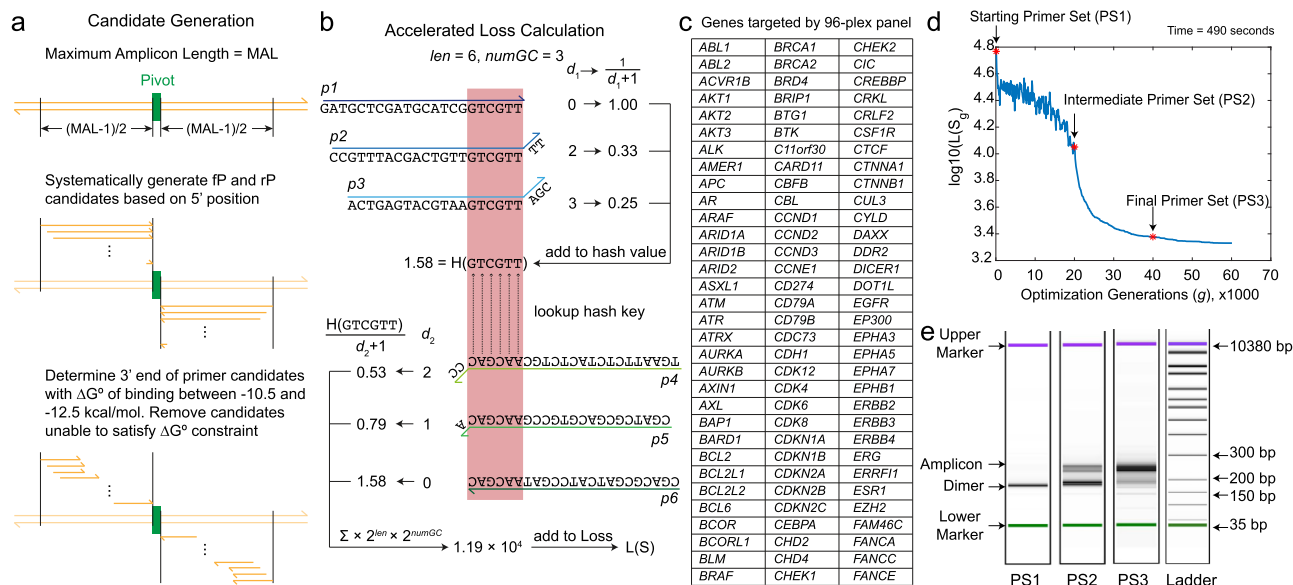 a
Candidate Generation
Maximum Amplicon Length = MAL
Pivot
(MAL-1)/2 (MAL-1)/2
Systematically generate fP and rP
candidates based on 5' position
...
...
Determine 3' end of primer candidates
with ΔGº of binding between -10.5 and
-12.5 kcal/mol. Remove candidates
unable to satisfy ΔGº constraint
...
...
b
Accelerated Loss Calculation
len = 6, numGC = 3
d1 → 1/(d1+1)
p1
GATGCTCGATGCATCGGTCGTT
0 → 1.00
p2
CCGTTTACGACTGTTGTCGTT TT
2 → 0.33
p3
ACTGAGTACGTAAGTCGTT AGC
3 → 0.25
1.58 = H(GTCGTT) ← add to hash value
lookup hash key
H(GTCGTT)/(d2+1) d2
0.53 ← 2
CC
p4
0.79 ← 1
A
p5
1.58 ← 0
p6
Σ × 2^len × 2^numGC
1.19 × 10⁴
add to Loss
L(S)
c
Genes targeted by 96-plex panel
ABL1 BRCA1 CHEK2
ABL2 BRCA2 CIC
ACVR1B BRD4 CREBBP
AKT1 BRIP1 CRKL
AKT2 BTG1 CRLF2
AKT3 BTK CSF1R
ALK C11orf30 CTCF
AMER1 CARD11 CTNNA1
APC CBFB CTNNB1
AR CBL CUL3
ARAF CCND1 CYLD
ARID1A CCND2 DAXX
ARID1B CCND3 DDR2
ARID2 CCNE1 DICER1
ASXL1 CD274 DOT1L
ATM CD79A EGFR
ATR CD79B EP300
ATRX CDC73 EPHA3
AURKA CDH1 EPHA5
AURKB CDK12 EPHA7
AXIN1 CDK4 EPHB1
AXL CDK6 ERBB2
BAP1 CDK8 ERBB3
BARD1 CDKN1A ERBB4
BCL2 CDKN1B ERG
BCL2L1 CDKN2A ERRFI1
BCL2L2 CDKN2B ESR1
BCL6 CDKN2C EZH2
BCOR CEBPA FAM46C
BCORL1 CHD2 FANCA
BLM CHD4 FANCC
BRAF CHEK1 FANCE
d
Starting Primer Set (PS1)
Time = 490 seconds
Intermediate Primer Set (PS2)
Final Primer Set (PS3)
log10(L(Sg))
4.8
4.4
4.0
3.6
3.2
0 10 20 30 40 50 60 70
Optimization Generations (g), x1000
e
Upper
Marker
10380 bp
300 bp
Amplicon
200 bp
Dimer
150 bp
Lower
Marker
35 bp
PS1 PS2 PS3 Ladder